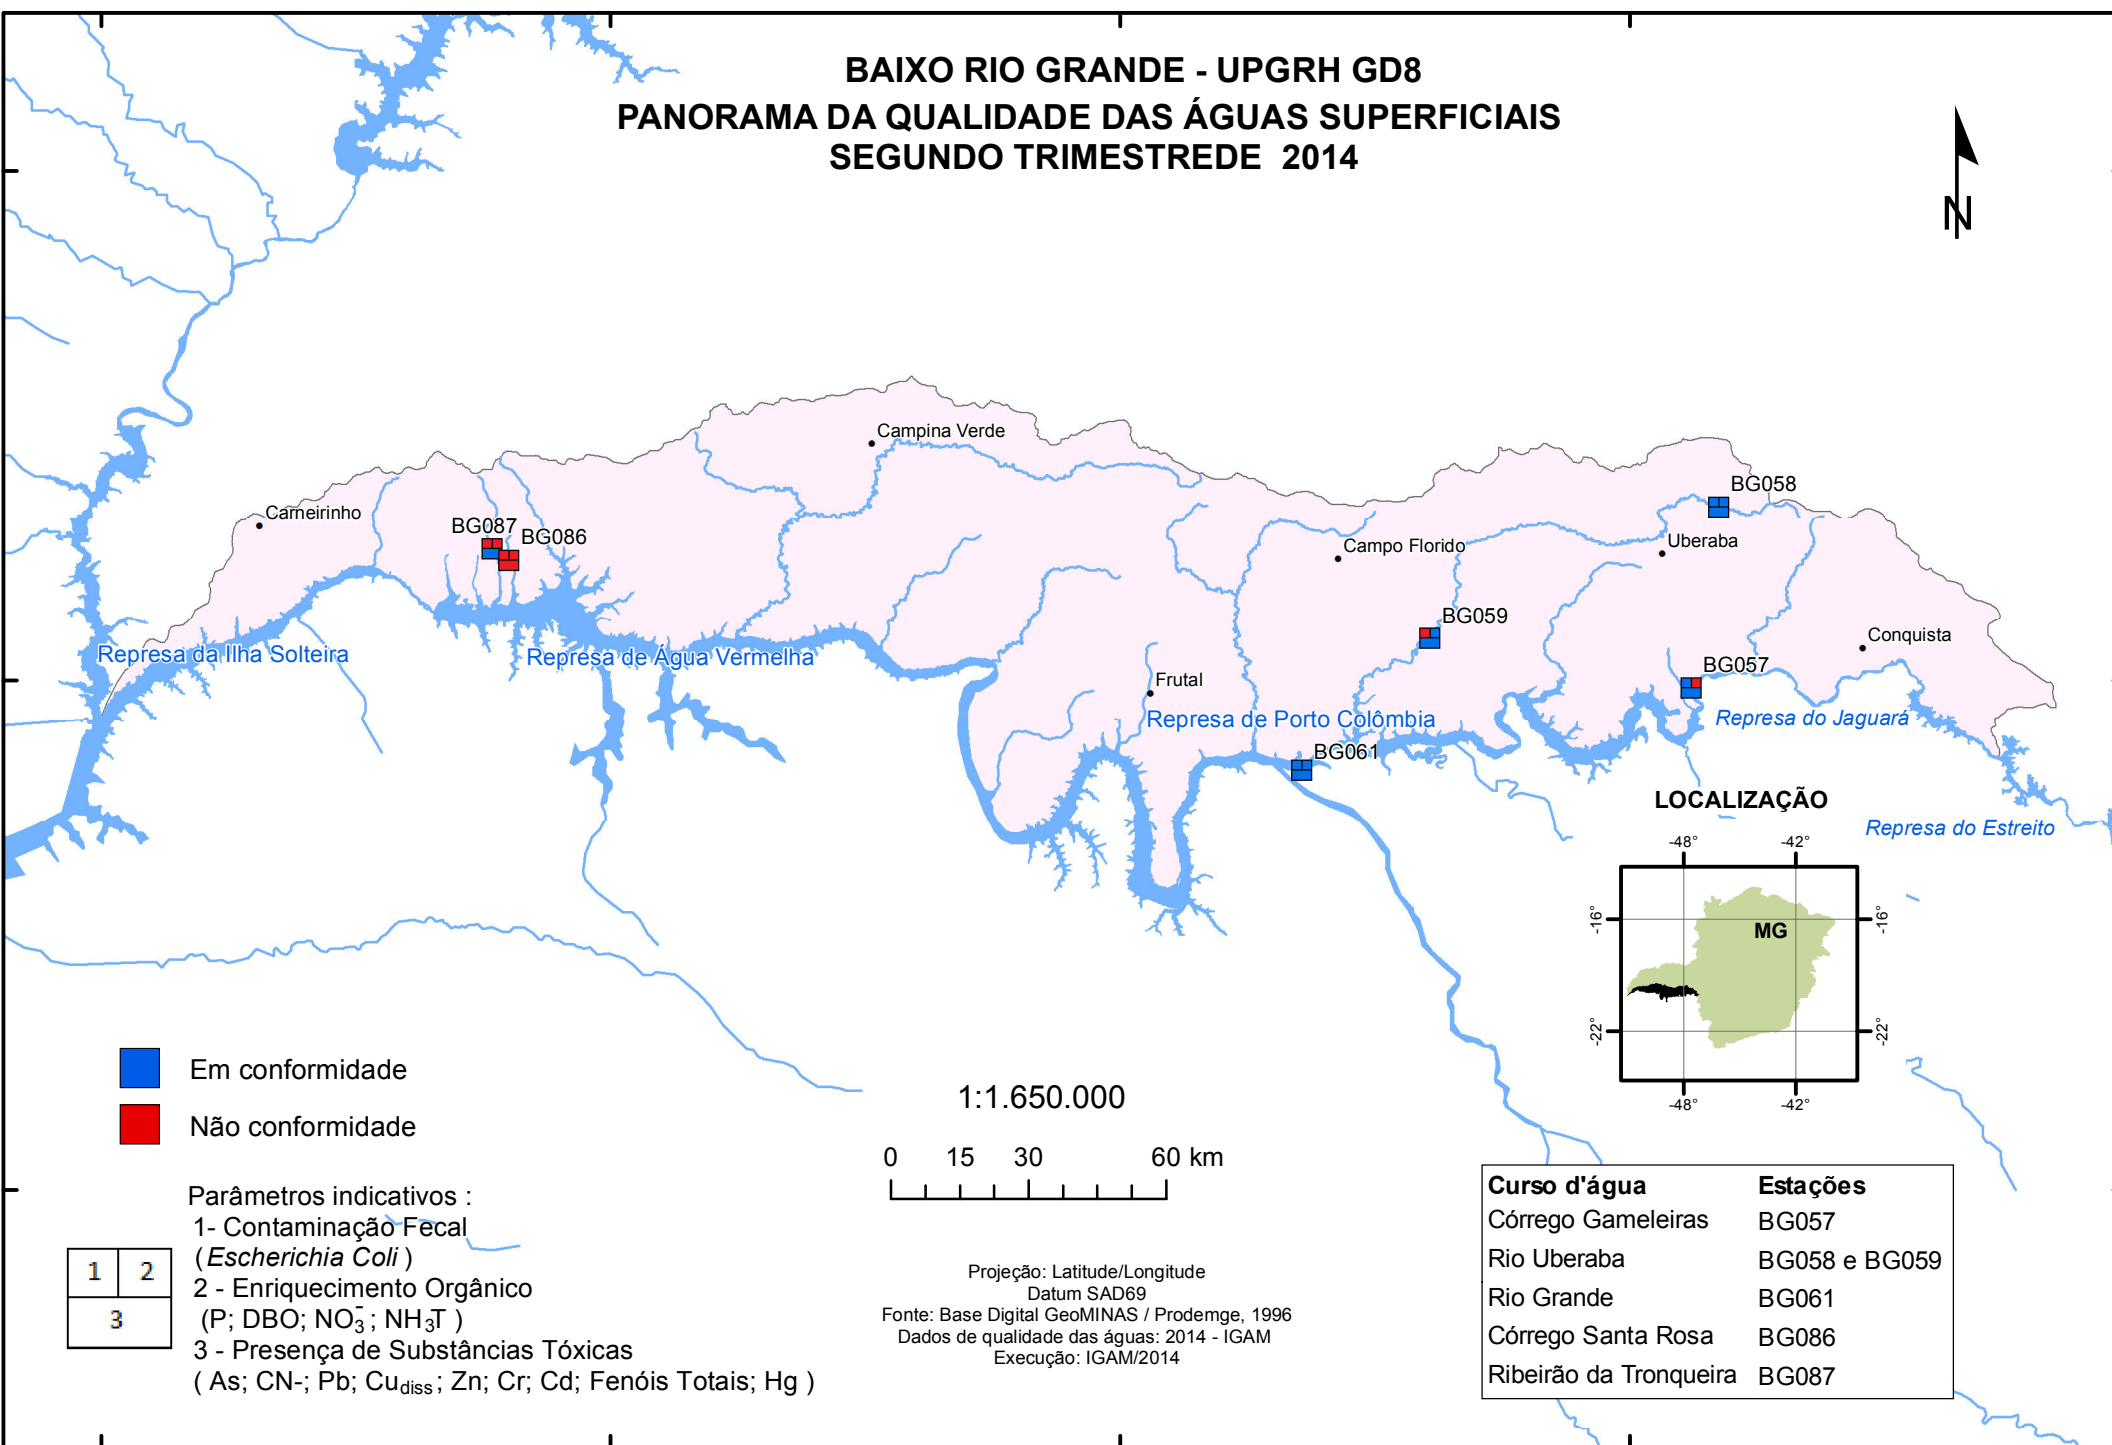 BAIXO RIO GRANDE - UPGRH GD8
PANORAMA DA QUALIDADE DAS ÁGUAS SUPERFICIAIS
SEGUNDO TRIMESTREDE 2014
N
Campina Verde
Carneirinho
BG087
BG086
BG058
Uberaba
Campo Florido
BG059
Conquista
BG057
Represa da Ilha Solteira
Represa de Água Vermelha
Frutal
Represa de Porto Colômbia
Represa do Jaguará
BG061
Represa do Estreito
LOCALIZAÇÃO
-48° -42°
-16° -16°
MG
-22° -22°
-48° -42°
Em conformidade
Não conformidade
Parâmetros indicativos :
1- Contaminação Fecal
(Escherichia Coli )
2 - Enriquecimento Orgânico
(P; DBO; NO₃⁻; NH₃T )
3 - Presença de Substâncias Tóxicas
( As; CN-; Pb; Cudiss; Zn; Cr; Cd; Fenóis Totais; Hg )
1 2
3
1:1.650.000
0 15 30 60 km
Projeção: Latitude/Longitude
Datum SAD69
Fonte: Base Digital GeoMINAS / Prodemge, 1996
Dados de qualidade das águas: 2014 - IGAM
Execução: IGAM/2014
Curso d'água Estações
Córrego Gameleiras BG057
Rio Uberaba BG058 e BG059
Rio Grande BG061
Córrego Santa Rosa BG086
Ribeirão da Tronqueira BG087